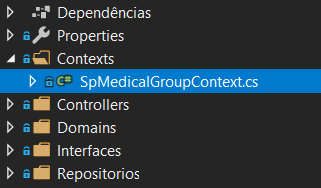 Dependências
Properties
Contexts
SpMedicalGroupContext.cs
Controllers
Domains
Interfaces
Repositorios